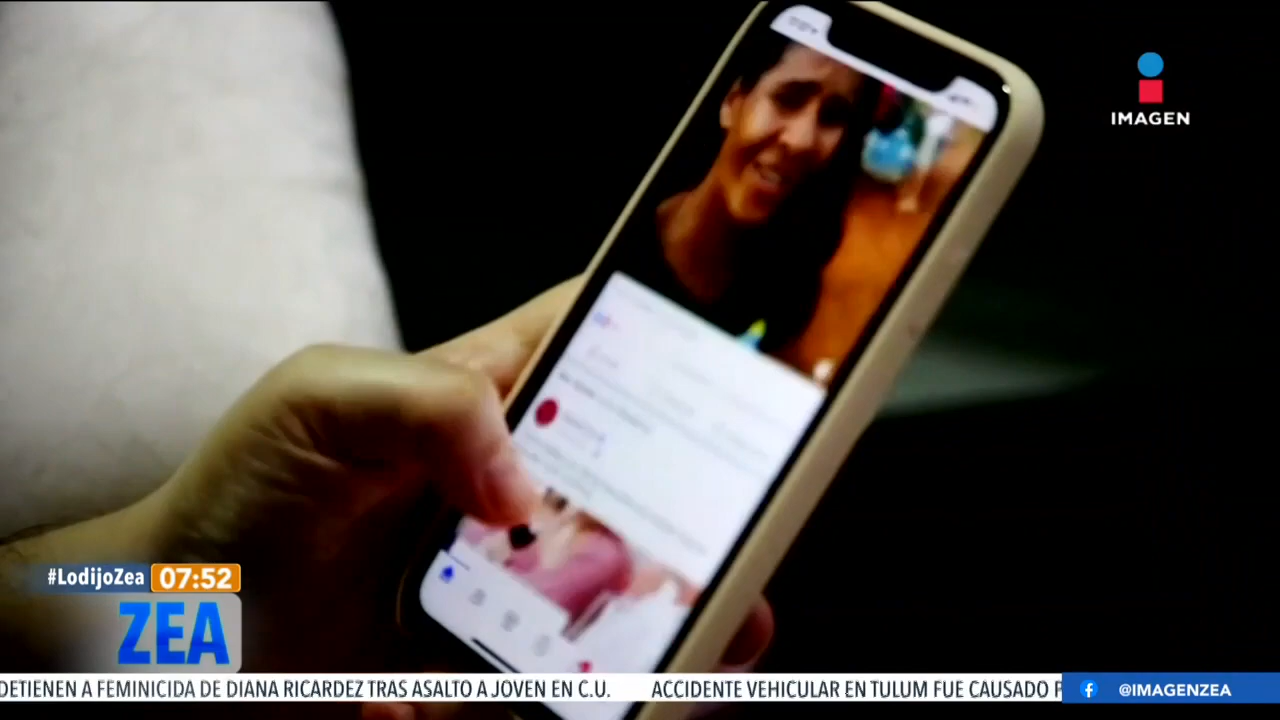 IMAGEN
#LodijoZea 07:52
ZEA
DETIENEN A FEMINICIDA DE DIANA RICARDEZ TRAS ASALTO A JOVEN EN C.U. ACCIDENTE VEHICULAR EN TULUM FUE CAUSADO P
@IMAGENZEA